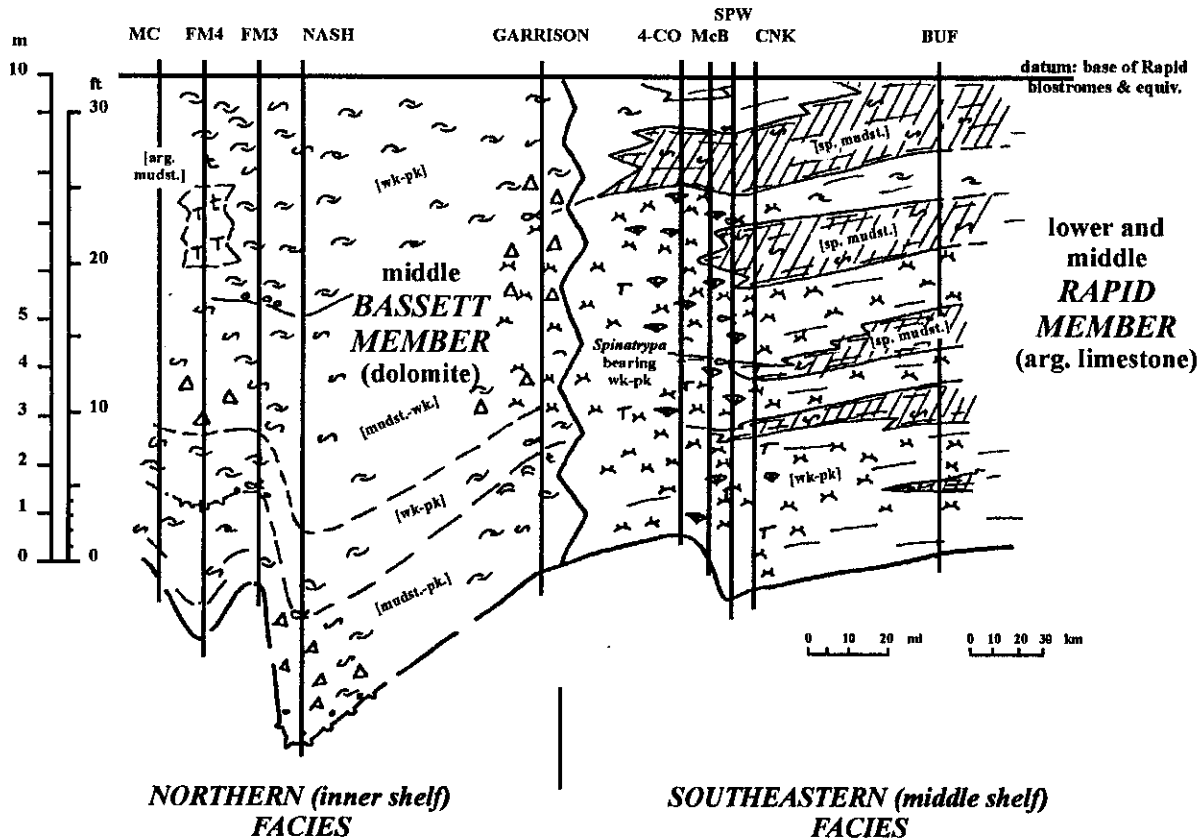 SPW
MC FM4 FM3 NASH GARRISON 4-CO McB CNK BUF
m
10
ft
30
datum: base of Rapid
biostromes & equiv.
[arg.
mudst.]
[wk-pk]
[sp. mudst.]
20
middle
BASSETT
MEMBER
(dolomite)
[sp. mudst.]
lower and
middle
RAPID
MEMBER
(arg. limestone)
5
4
3
2
1
0
10
0
Spinatrypa
bearing
wk-pk
[sp. mudst.]
[mudst.-wk.]
[wk-pk]
[wk-pk]
[mudst.-pk.]
0 10 20 mi
0 10 20 30 km
NORTHERN (inner shelf)
FACIES
SOUTHEASTERN (middle shelf)
FACIES